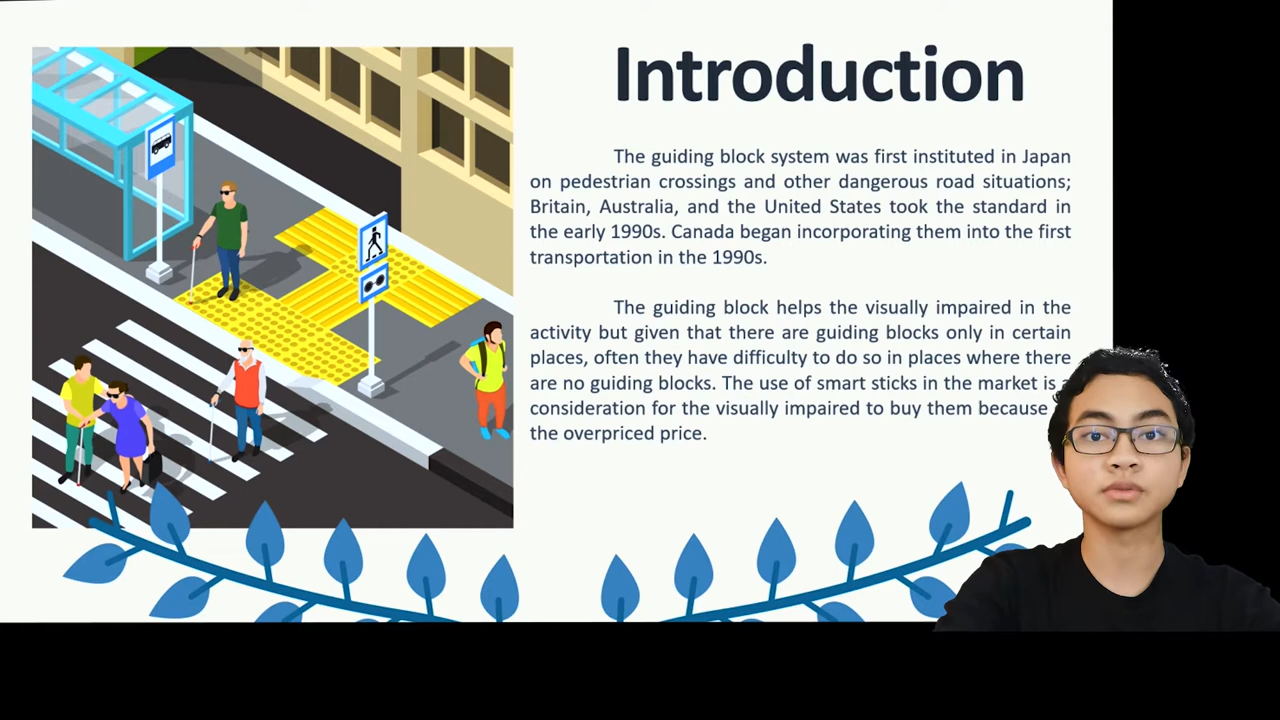 Introduction
The guiding block system was first instituted in Japan
on pedestrian crossings and other dangerous road situations;
Britain, Australia, and the United States took the standard in
the early 1990s. Canada began incorporating them into the first
transportation in the 1990s.
The guiding block helps the visually impaired in the
activity but given that there are guiding blocks only in certain
places, often they have difficulty to do so in places where there
are no guiding blocks. The use of smart sticks in the market is
consideration for the visually impaired to buy them because
the overpriced price.